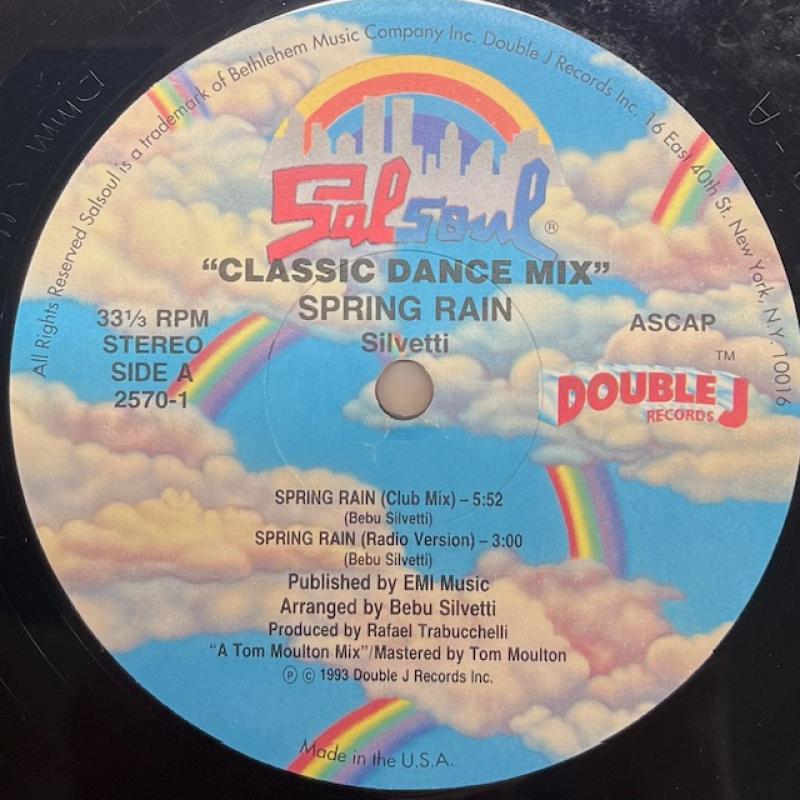 All Rights Reserved Salsoul is a trademark of Bethlehem Music Company Inc. Double J Records Inc. 16 East 40th St. New York, N.Y. 10016
Salsoul®
"CLASSIC DANCE MIX"
SPRING RAIN
Silvetti
33⅓ RPM
STEREO
SIDE A
2570-1
ASCAP
DOUBLE J TM
RECORDS
SPRING RAIN (Club Mix) – 5:52
(Bebu Silvetti)
SPRING RAIN (Radio Version) – 3:00
(Bebu Silvetti)
Published by EMI Music
Arranged by Bebu Silvetti
Produced by Rafael Trabucchelli
"A Tom Moulton Mix"/Mastered by Tom Moulton
℗ © 1993 Double J Records Inc.
Made in the U.S.A.